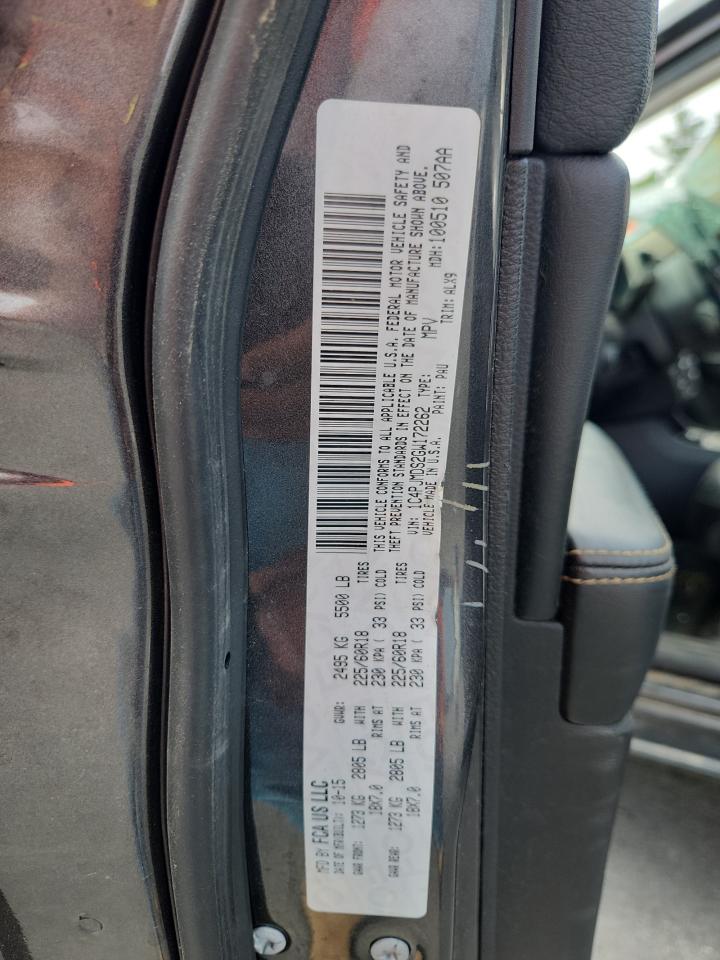 MFD BY FCA US LLC
DATE OF MFR/BUILT: 10-15 GVWR: 2495 KG 5500 LB
GAWR FRONT: 1273 KG 2805 LB WITH 225/60R18 TIRES
18X7.0 RIMS AT 230 KPA ( 33 PSI) COLD
GAWR REAR: 1273 KG 2805 LB WITH 225/60R18 TIRES
18X7.0 RIMS AT 230 KPA ( 33 PSI) COLD
THIS VEHICLE CONFORMS TO ALL APPLICABLE U.S.A. FEDERAL MOTOR VEHICLE SAFETY AND
THEFT PREVENTION STANDARDS IN EFFECT ON THE DATE OF MANUFACTURE SHOWN ABOVE.
VIN: 1C4PJMDS2GW172262 TYPE: MPV MDH:100510 507AA
VEHICLE MADE IN U.S.A. PAINT: PAU TRIM: ALX9